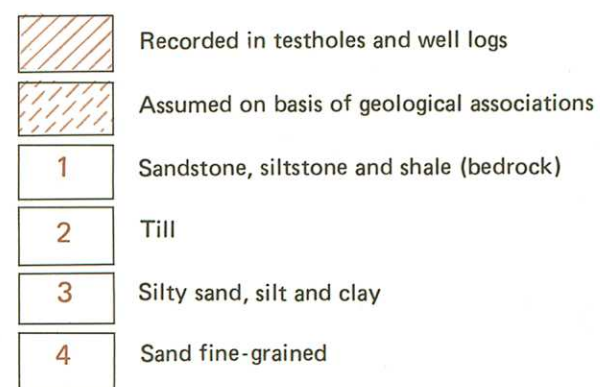 Recorded in testholes and well logs
Assumed on basis of geological associations
1 Sandstone, siltstone and shale (bedrock)
2 Till
3 Silty sand, silt and clay
4 Sand fine-grained